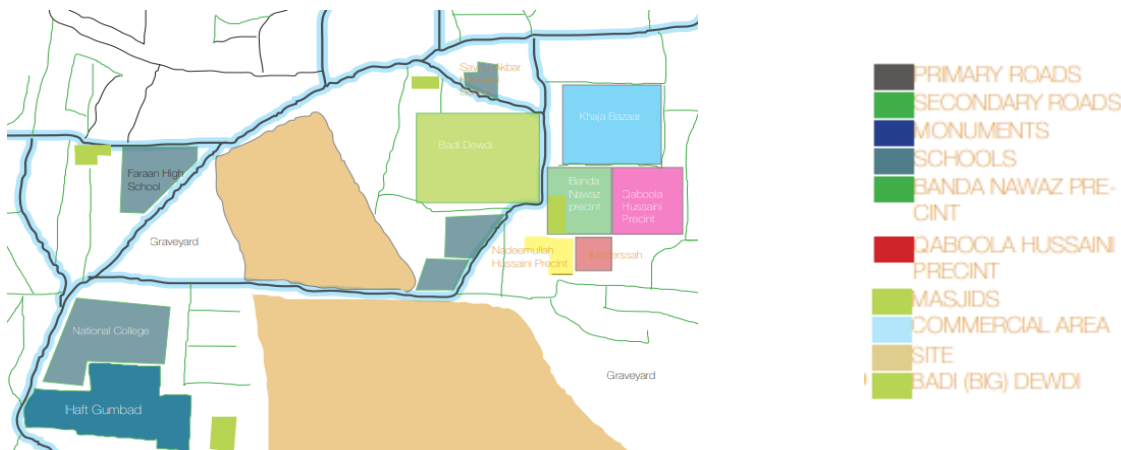 Sayed Akbar
Khaja Bazaar
Badi Dewdi
Faraan High
School
Banda
Nawaz
precint
Qaboola
Hussaini
Precint
Graveyard
Nadeemullah
Hussaini Precint
National College
Graveyard
Haft Gumbad
PRIMARY ROADS
SECONDARY ROADS
MONUMENTS
SCHOOLS
BANDA NAWAZ PRE-
CINT
QABOOLA HUSSAINI
PRECINT
MASJIDS
COMMERCIAL AREA
SITE
BADI (BIG) DEWDI